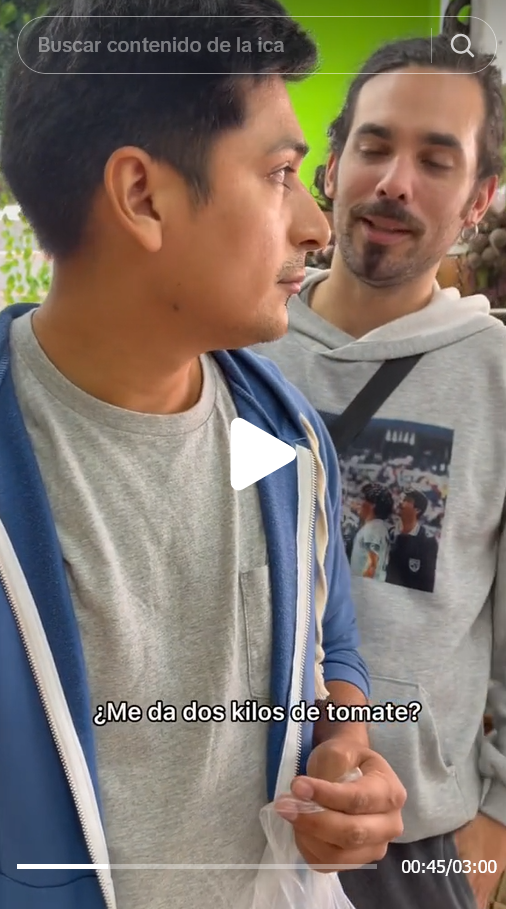 Buscar contenido de la ica
¿Me da dos kilos de tomate?
00:45/03:00